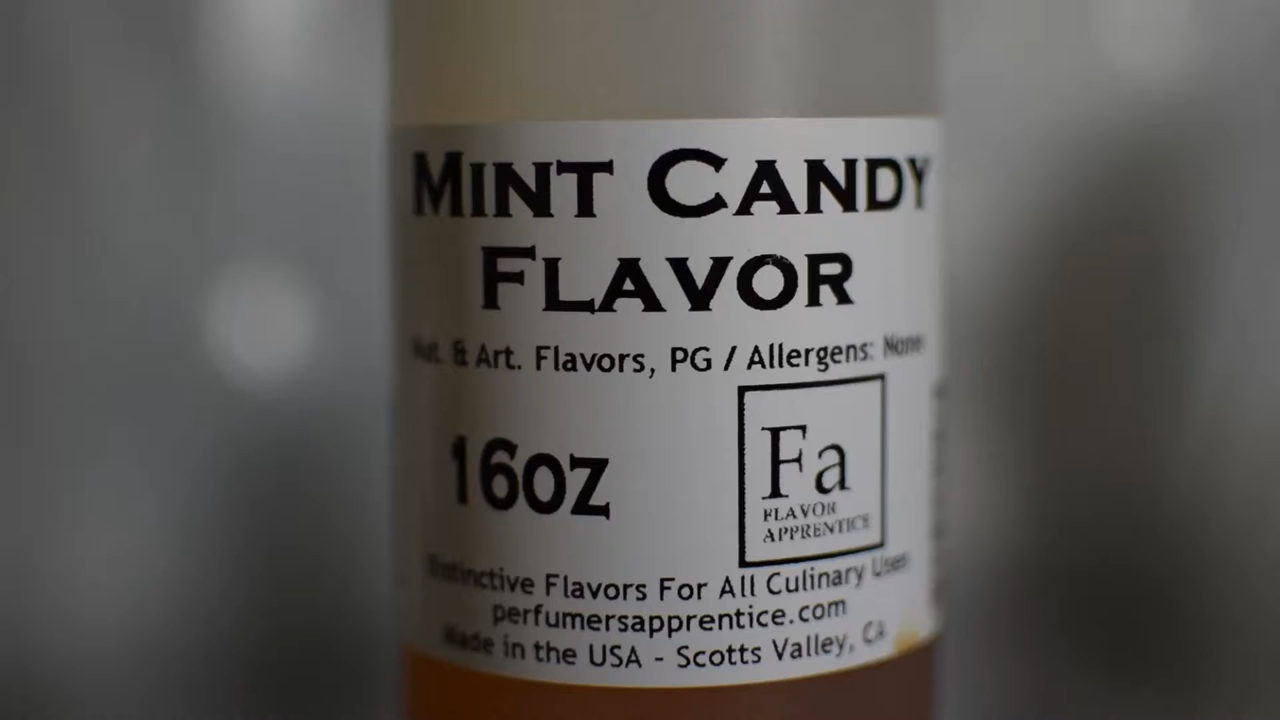 MINT CANDY
FLAVOR
Nat. & Art. Flavors, PG / Allergens: None
16oz
Fa
FLAVOR
APPRENTICE
Distinctive Flavors For All Culinary Uses
perfumersapprentice.com
Made in the USA - Scotts Valley, CA